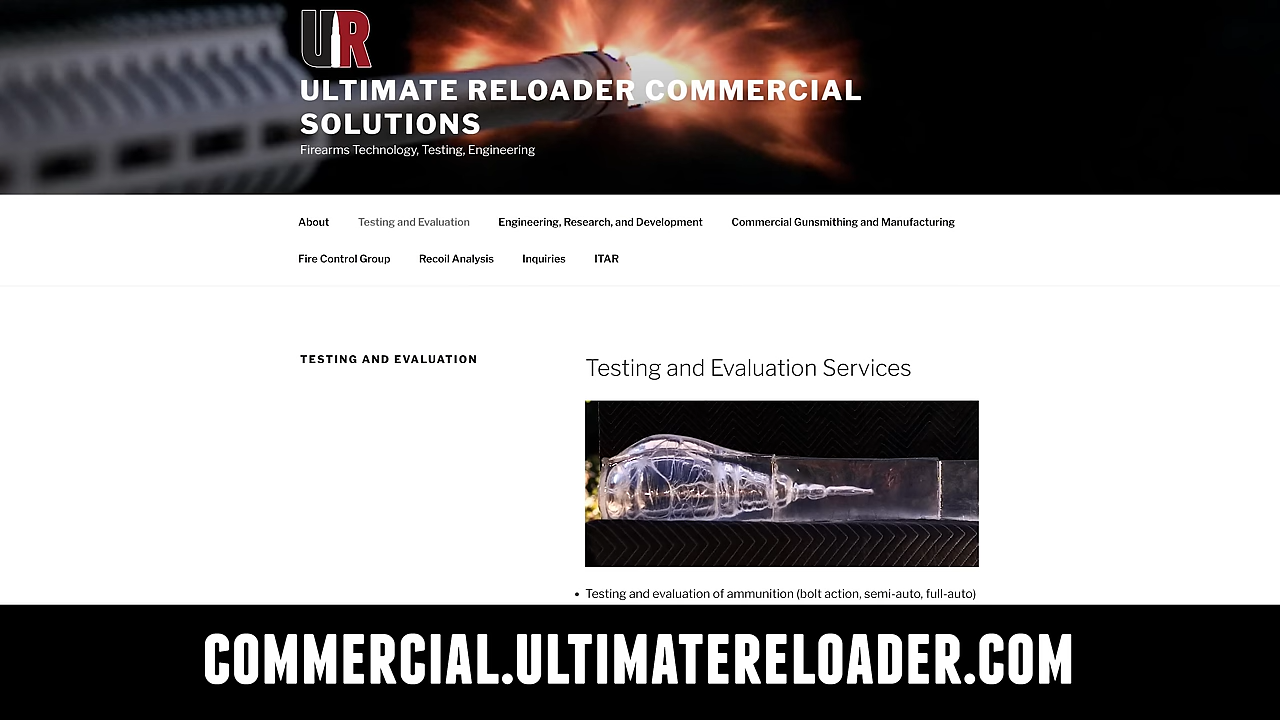 UR
ULTIMATE RELOADER COMMERCIAL
SOLUTIONS
Firearms Technology, Testing, Engineering
About Testing and Evaluation Engineering, Research, and Development Commercial Gunsmithing and Manufacturing
Fire Control Group Recoil Analysis Inquiries ITAR
TESTING AND EVALUATION
Testing and Evaluation Services
• Testing and evaluation of ammunition (bolt action, semi-auto, full-auto)
COMMERCIAL.ULTIMATERELOADER.COM